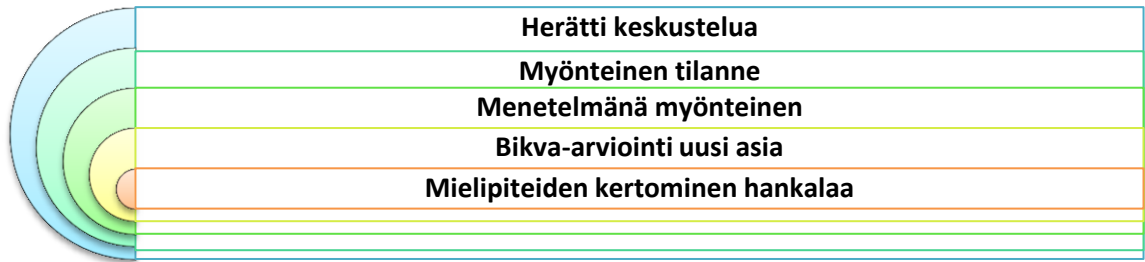 Herätti keskustelua
Myönteinen tilanne
Menetelmänä myönteinen
Bikva-arviointi uusi asia
Mielipiteiden kertominen hankalaa